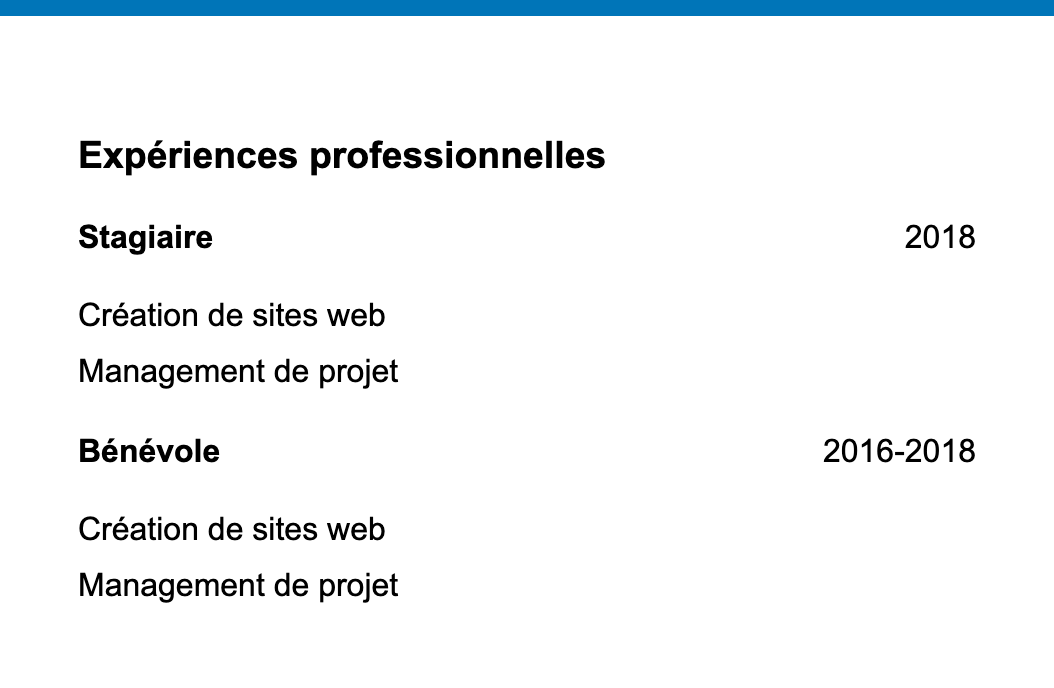 Expériences professionnelles
Stagiaire 2018
Création de sites web
Management de projet
Bénévole 2016-2018
Création de sites web
Management de projet